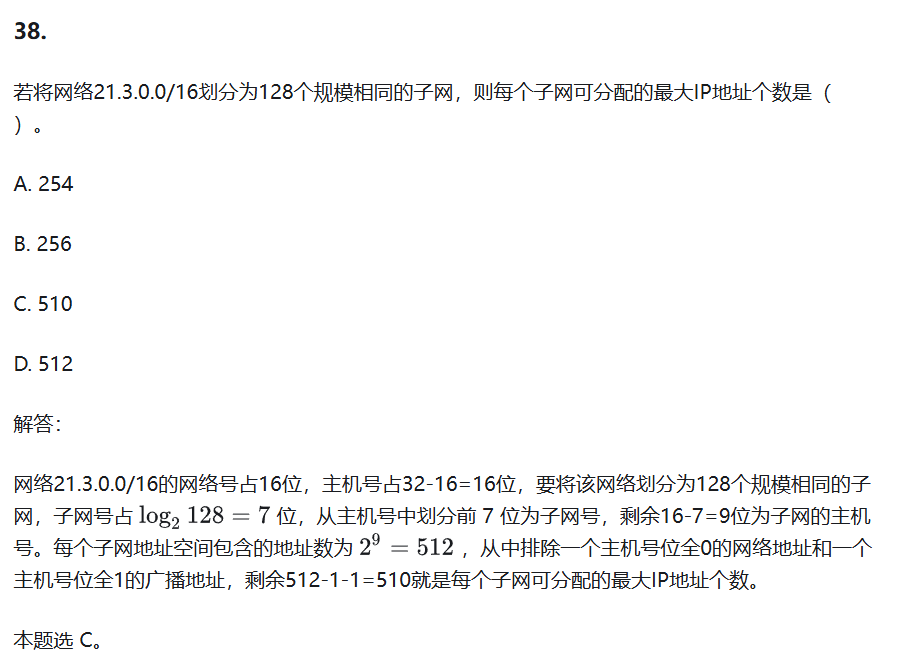 38.
若将网络21.3.0.0/16划分为128个规模相同的子网，则每个子网可分配的最大IP地址个数是（
）。
A. 254
B. 256
C. 510
D. 512
解答：
网络21.3.0.0/16的网络号占16位，主机号占32-16=16位，要将该网络划分为128个规模相同的子
网，子网号占 log₂ 128 = 7 位，从主机号中划分前 7 位为子网号，剩余16-7=9位为子网的主机
号。每个子网地址空间包含的地址数为 2⁹ = 512 ，从中排除一个主机号位全0的网络地址和一个
主机号位全1的广播地址，剩余512-1-1=510就是每个子网可分配的最大IP地址个数。
本题选 C。